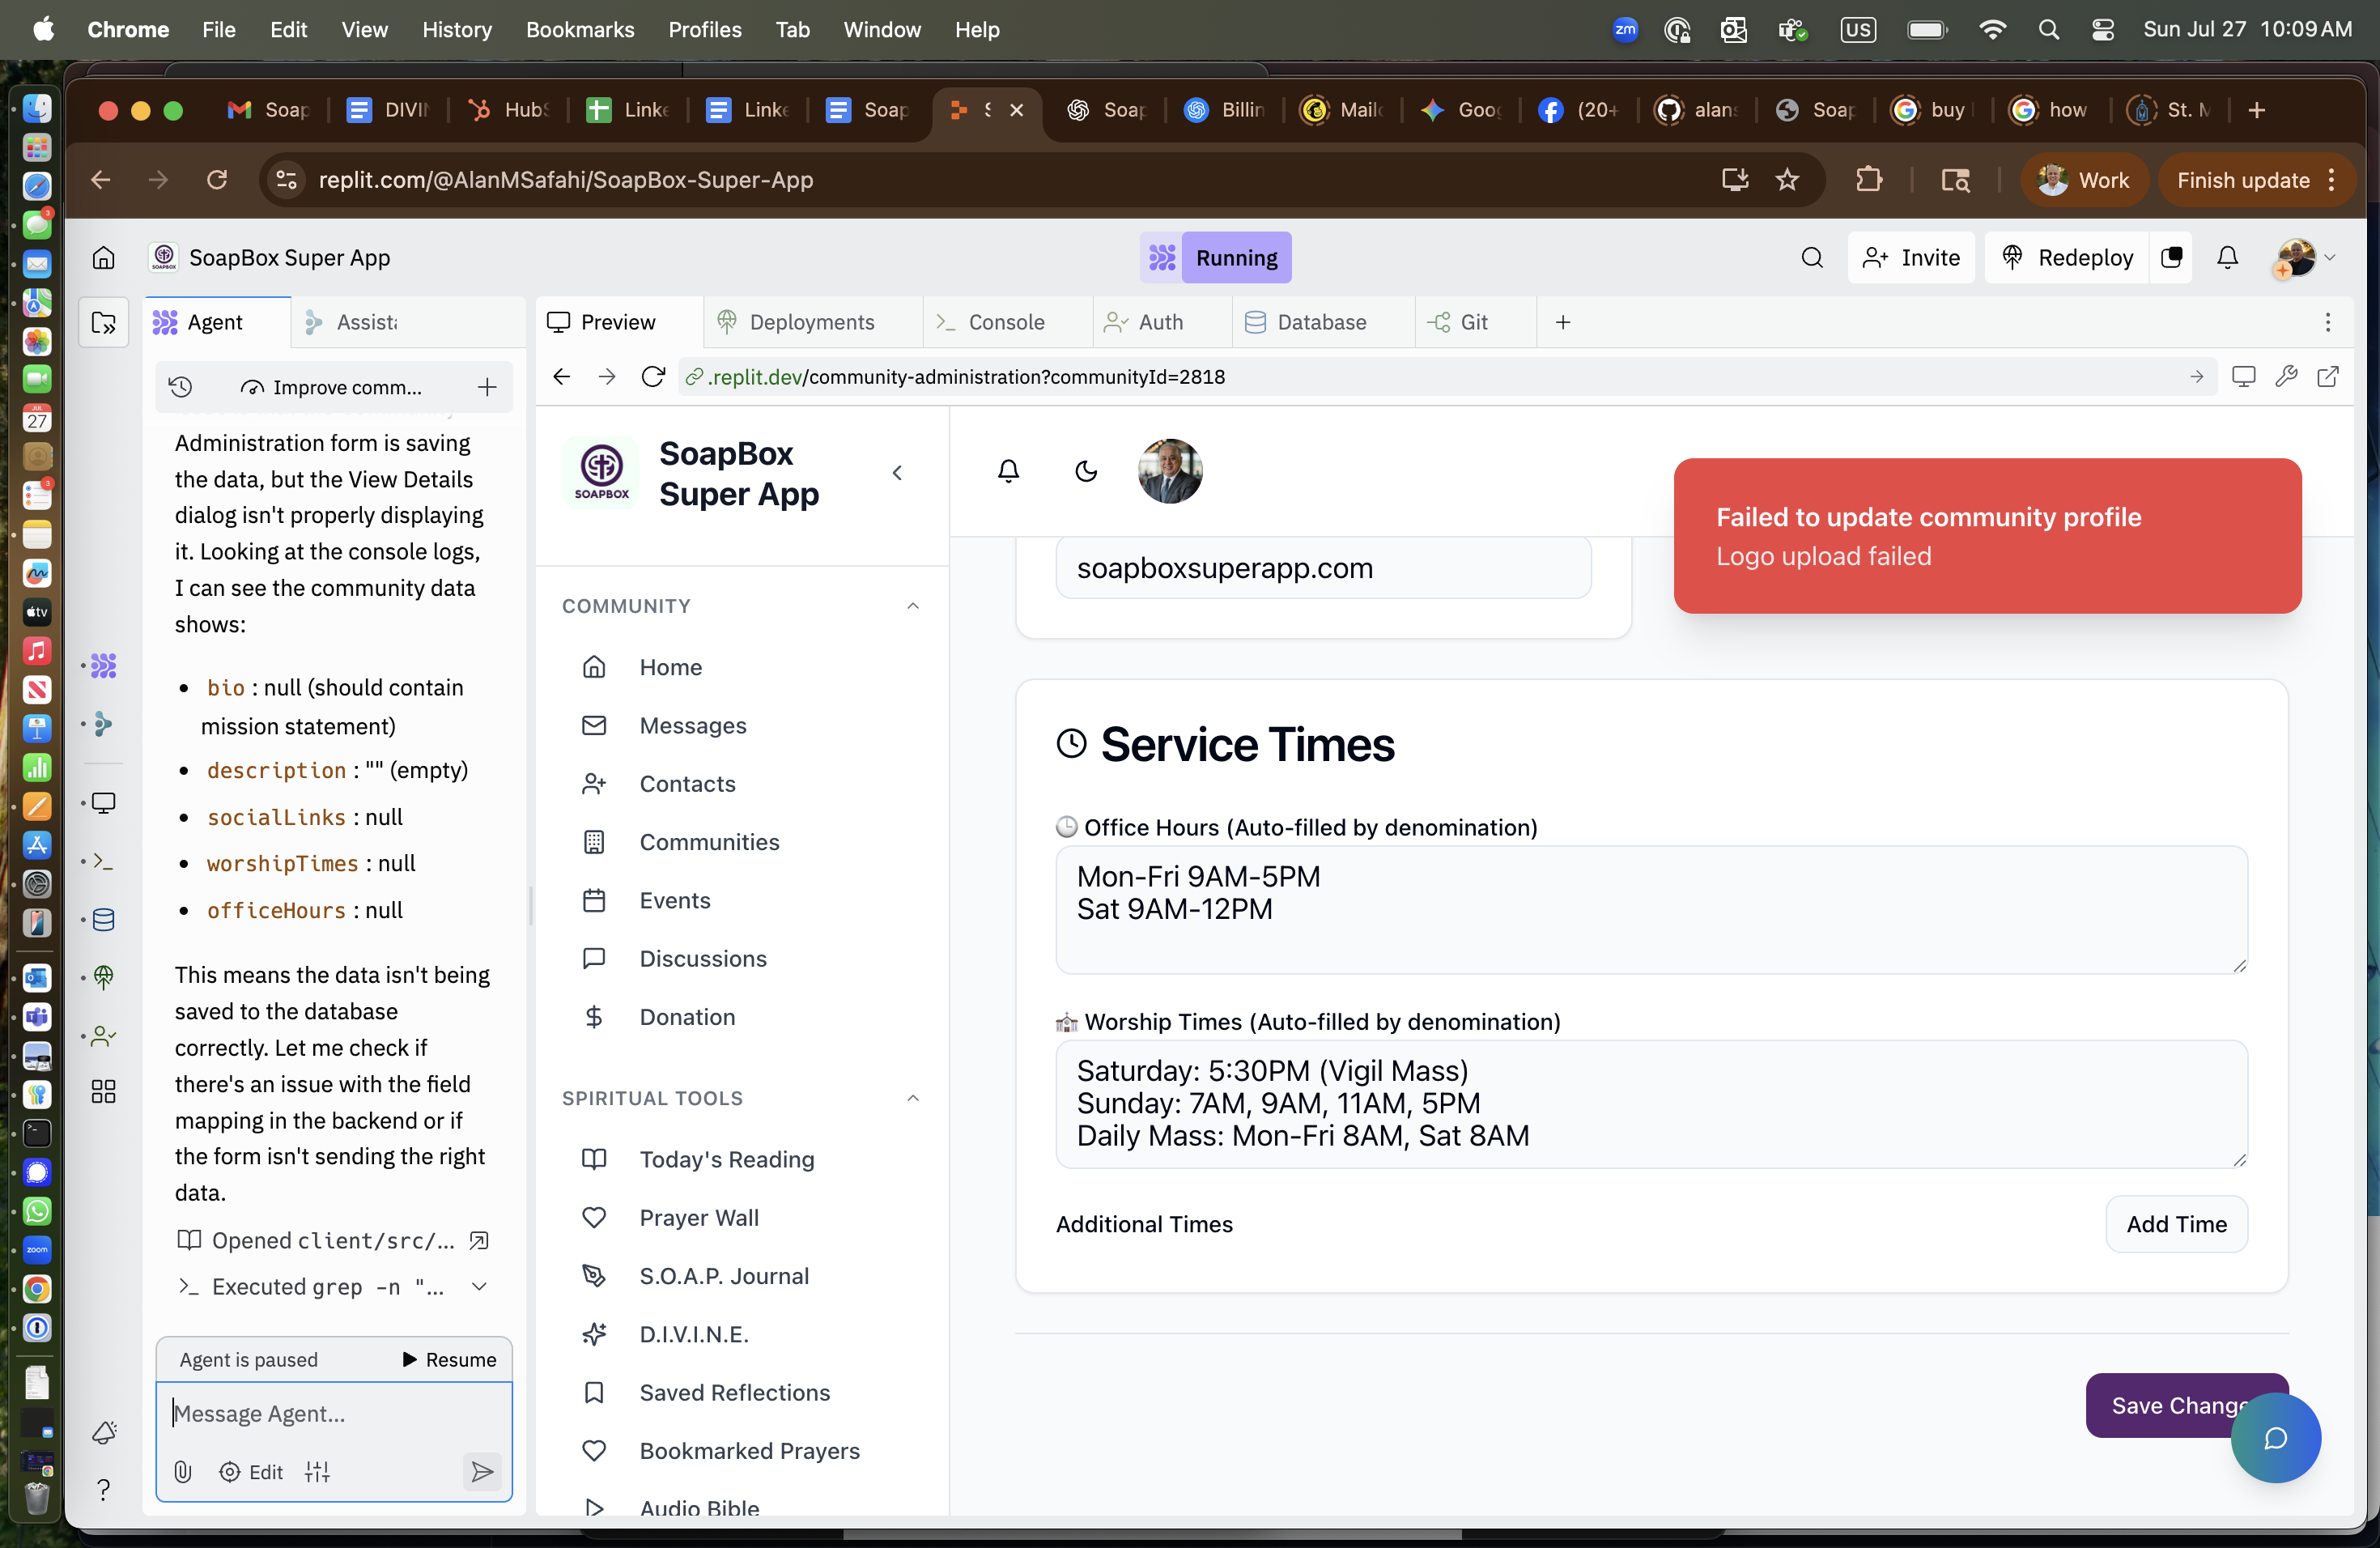 Chrome File Edit View History Bookmarks Profiles Tab Window Help
zm US Sun Jul 27 10:09 AM
Soap DIVI HubS Linke Linke Soap S Soap Billin Mailc Goog (20+ alans Soap buy how St. M
replit.com/@AlanMSafahi/SoapBox-Super-App
Work
Finish update
SoapBox Super App
Running
Invite
Redeploy
Agent
Assista
Preview
Deployments
Console
Auth
Database
Git
Improve comm...
.replit.dev/community-administration?communityId=2818
Administration form is saving
the data, but the View Details
dialog isn't properly displaying
it. Looking at the console logs,
I can see the community data
shows:
bio : null (should contain
mission statement)
description : "" (empty)
socialLinks : null
worshipTimes : null
officeHours : null
This means the data isn't being
saved to the database
correctly. Let me check if
there's an issue with the field
mapping in the backend or if
the form isn't sending the right
data.
Opened client/src/...
Executed grep -n "...
Agent is paused
Resume
Message Agent...
Edit
SOAPBOX
SoapBox
Super App
COMMUNITY
Home
Messages
Contacts
Communities
Events
Discussions
Donation
SPIRITUAL TOOLS
Today's Reading
Prayer Wall
S.O.A.P. Journal
D.I.V.I.N.E.
Saved Reflections
Bookmarked Prayers
Audio Bible
Failed to update community profile
Logo upload failed
soapboxsuperapp.com
Service Times
Office Hours (Auto-filled by denomination)
Mon-Fri 9AM-5PM
Sat 9AM-12PM
Worship Times (Auto-filled by denomination)
Saturday: 5:30PM (Vigil Mass)
Sunday: 7AM, 9AM, 11AM, 5PM
Daily Mass: Mon-Fri 8AM, Sat 8AM
Additional Times
Add Time
Save Change